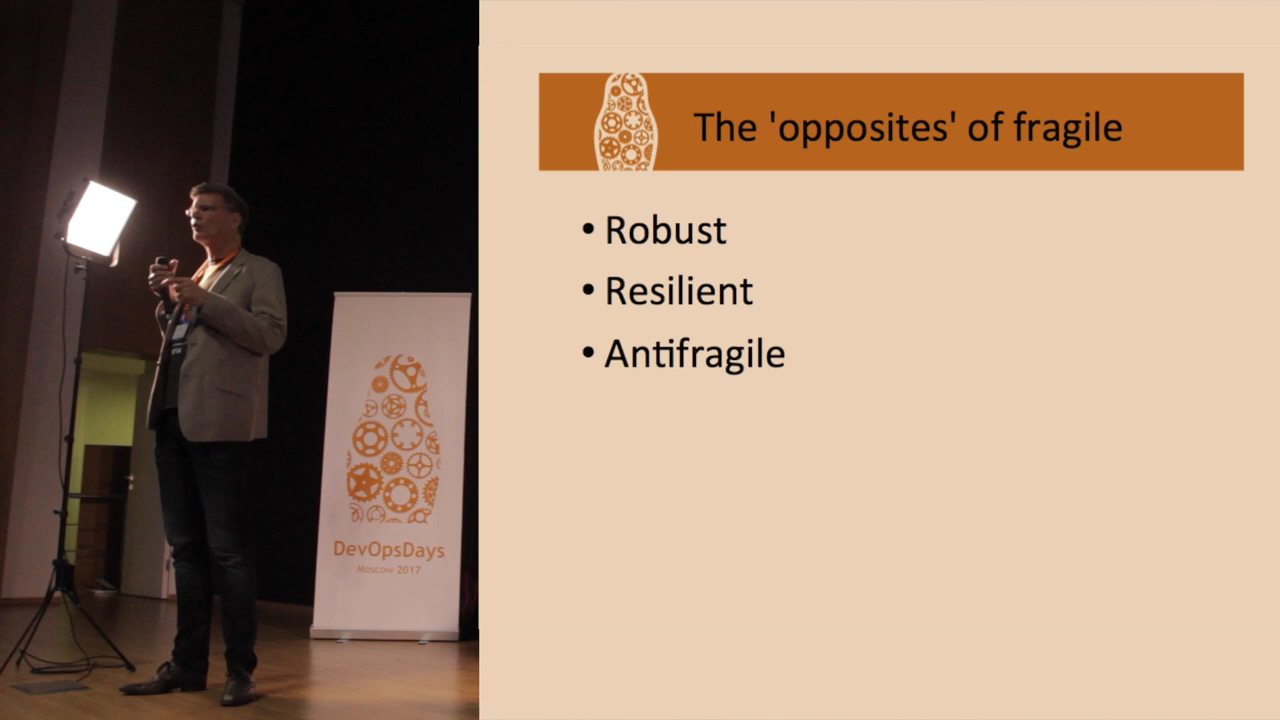 The 'opposites' of fragile
• Robust
• Resilient
• Antifragile
DevOpsDays
Moscow 2017